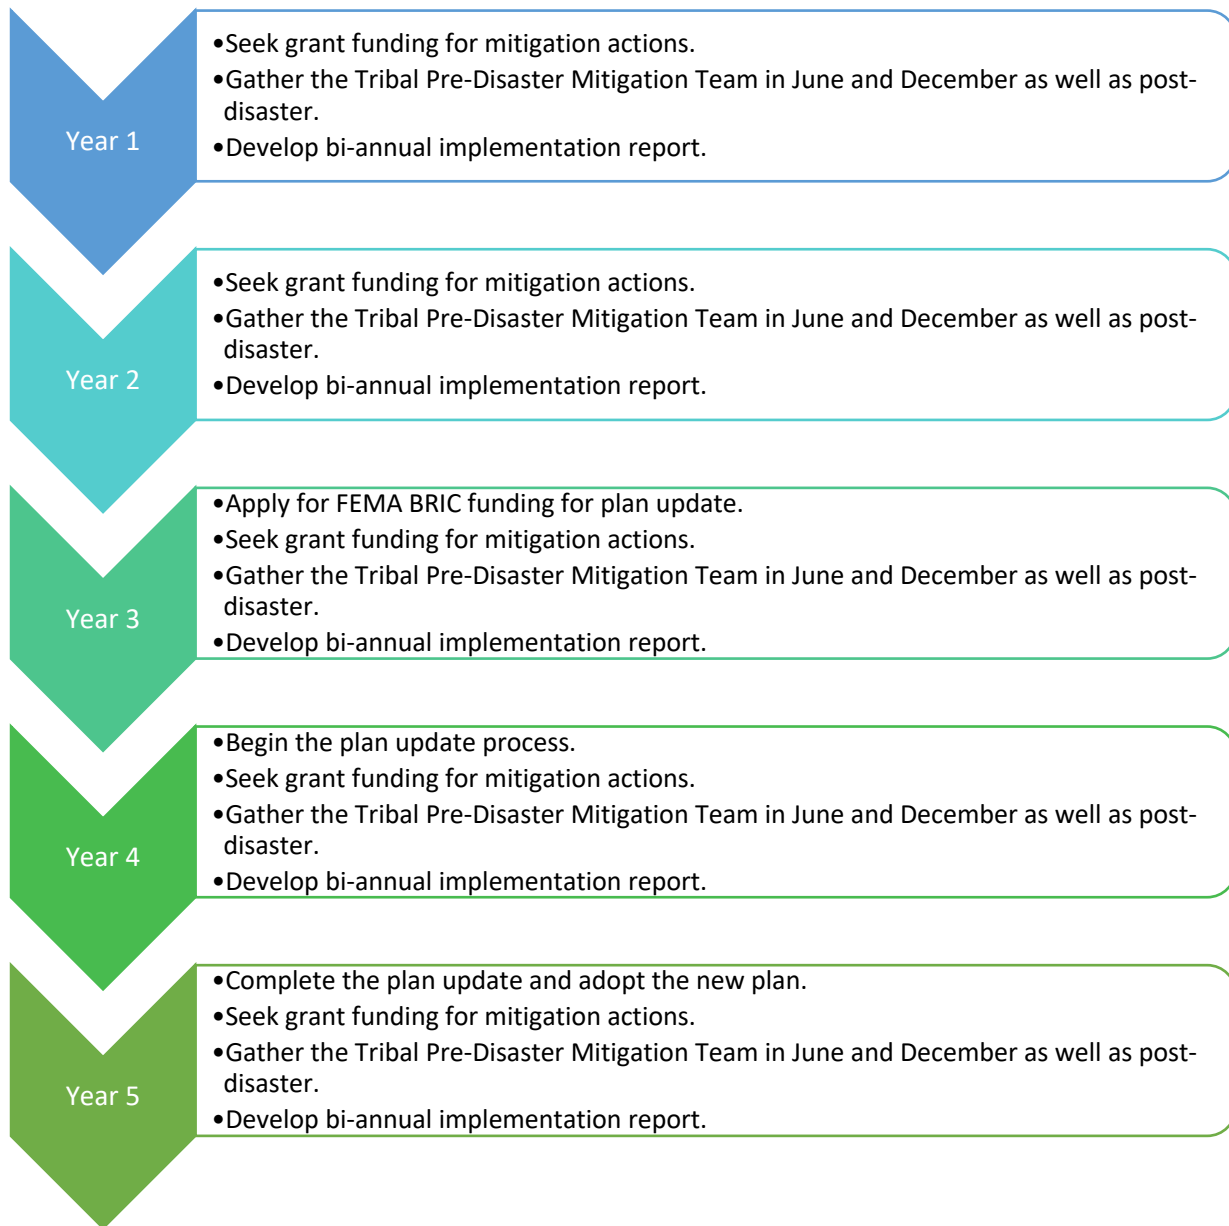 Year 1
•Seek grant funding for mitigation actions.
•Gather the Tribal Pre-Disaster Mitigation Team in June and December as well as post-
disaster.
•Develop bi-annual implementation report.
Year 2
•Seek grant funding for mitigation actions.
•Gather the Tribal Pre-Disaster Mitigation Team in June and December as well as post-
disaster.
•Develop bi-annual implementation report.
Year 3
•Apply for FEMA BRIC funding for plan update.
•Seek grant funding for mitigation actions.
•Gather the Tribal Pre-Disaster Mitigation Team in June and December as well as post-
disaster.
•Develop bi-annual implementation report.
Year 4
•Begin the plan update process.
•Seek grant funding for mitigation actions.
•Gather the Tribal Pre-Disaster Mitigation Team in June and December as well as post-
disaster.
•Develop bi-annual implementation report.
Year 5
•Complete the plan update and adopt the new plan.
•Seek grant funding for mitigation actions.
•Gather the Tribal Pre-Disaster Mitigation Team in June and December as well as post-
disaster.
•Develop bi-annual implementation report.